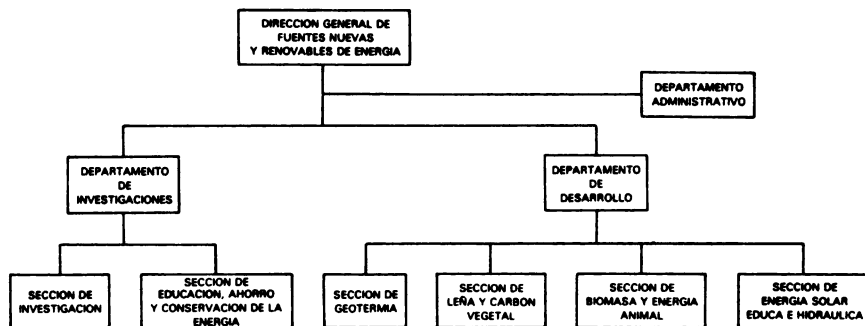 DIRECCION GENERAL DE
FUENTES NUEVAS
Y RENOVABLES DE ENERGIA
DEPARTAMENTO
ADMINISTRATIVO
DEPARTAMENTO
DE
INVESTIGACIONES
DEPARTAMENTO
DE
DESARROLLO
SECCION DE
INVESTIGACION
SECCION DE
EDUCACION, AHORRO
Y CONSERVACION DE LA
ENERGIA
SECCION DE
GEOTERMIA
SECCION DE
LEÑA Y CARBON
VEGETAL
SECCION DE
BIOMASA Y ENERGIA
ANIMAL
SECCION DE
ENERGIA SOLAR
EDUCA E HIDRAULICA